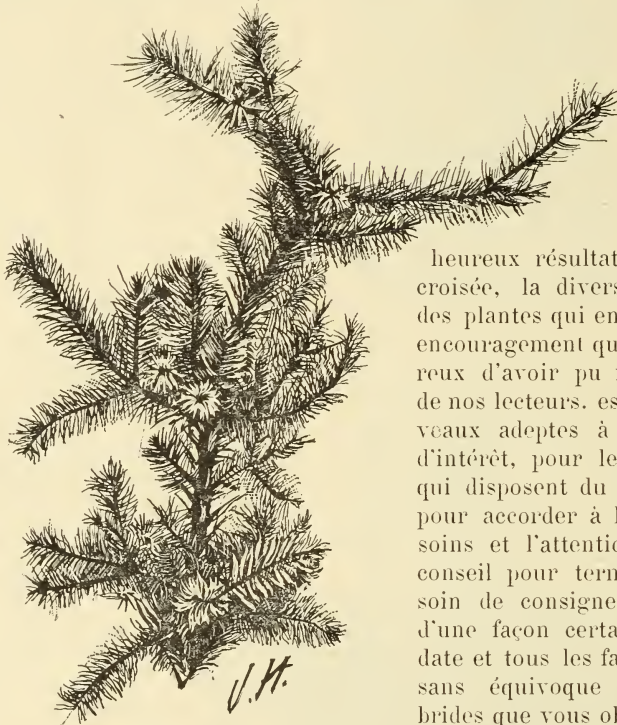 heureux résultat
croisée, la divers
des plantes qui en
encouragement qu
reux d'avoir pu
de nos lecteurs. es
veaux adeptes à
d'intérêt, pour le
qui disposent du
pour accorder à l
soins et l'attentio
conseil pour tern
soin de consigne
d'une façon certa
date et tous les fa
sans équivoque
brides que vous ob
J.H.